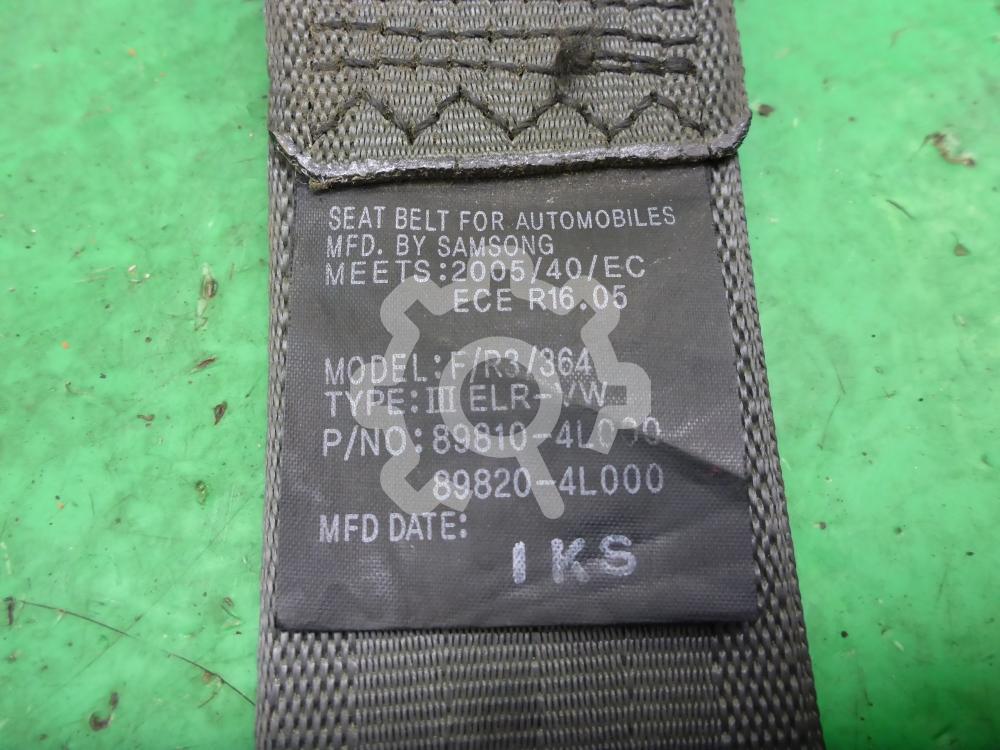 SEAT BELT FOR AUTOMOBILES
MFD. BY SAMSONG
MEETS:2005/40/EC
ECE R16.05
MODEL:F/R3/364
TYPE:III ELR-VW
P/NO:89810-4L000
89820-4L000
MFD DATE:
1KS